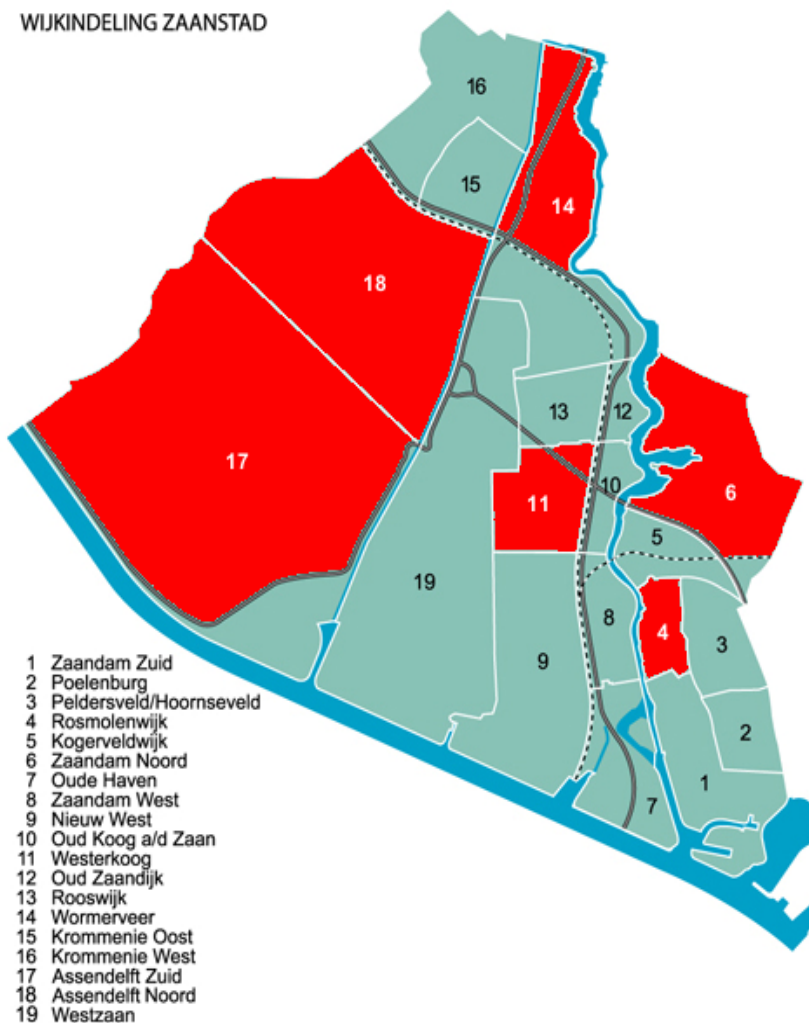 WIJKINDELING ZAANSTAD
16
15
14
18
13
12
17
11
10
6
5
19
8
4
3
9
2
1
7
1 Zaandam Zuid
2 Poelenburg
3 Peldersveld/Hoornseveld
4 Rosmolenwijk
5 Kogerveldwijk
6 Zaandam Noord
7 Oude Haven
8 Zaandam West
9 Nieuw West
10 Oud Koog a/d Zaan
11 Westerkoog
12 Oud Zaandijk
13 Rooswijk
14 Wormerveer
15 Krommenie Oost
16 Krommenie West
17 Assendelft Zuid
18 Assendelft Noord
19 Westzaan